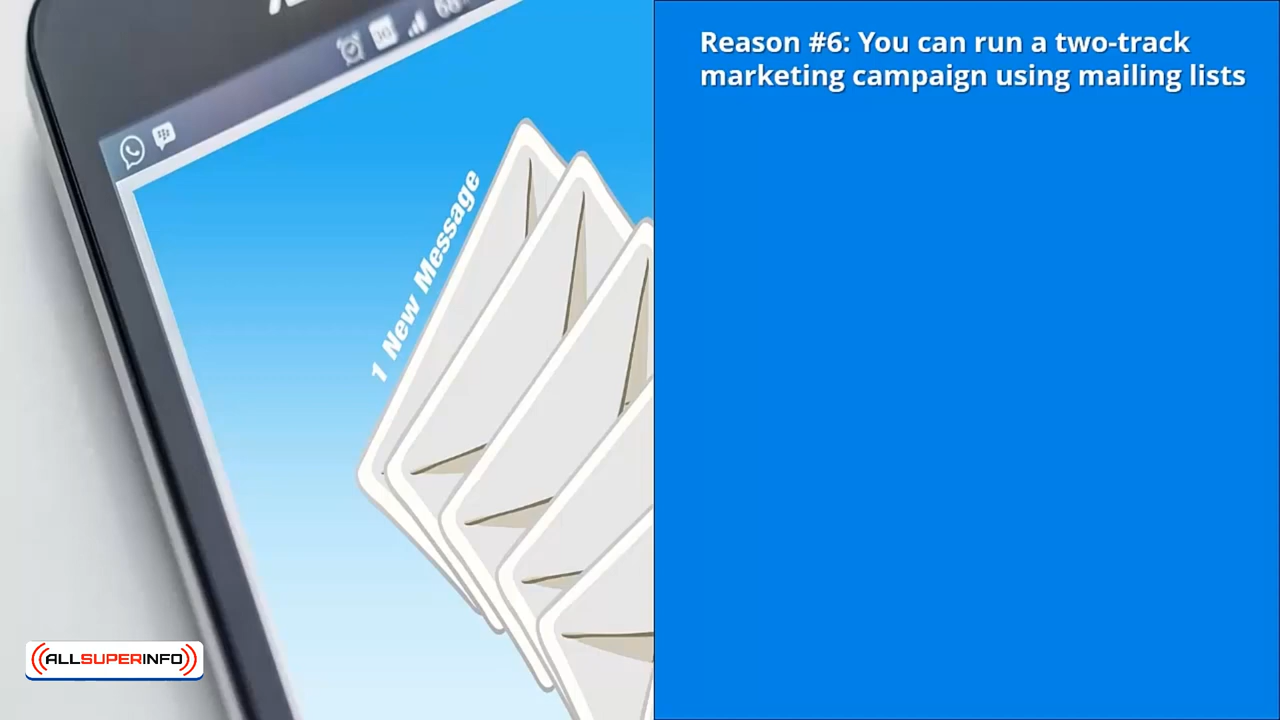 Reason #6: You can run a two-track
marketing campaign using mailing lists
1 New Message
ALLSUPERINFO